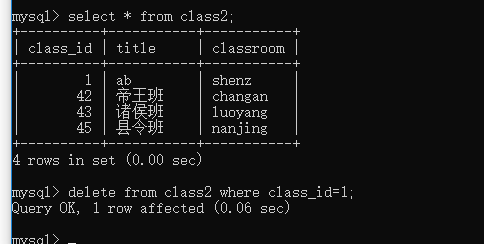 mysql> select * from class2;
+----------+--------+-----------+
| class_id | title | classroom |
+----------+--------+-----------+
| 1 | ab | shenz |
| 42 | 帝王班 | changan |
| 43 | 诸侯班 | luoyang |
| 45 | 县令班 | nanjing |
+----------+--------+-----------+
4 rows in set (0.00 sec)
mysql> delete from class2 where class_id=1;
Query OK, 1 row affected (0.06 sec)
mysql> _